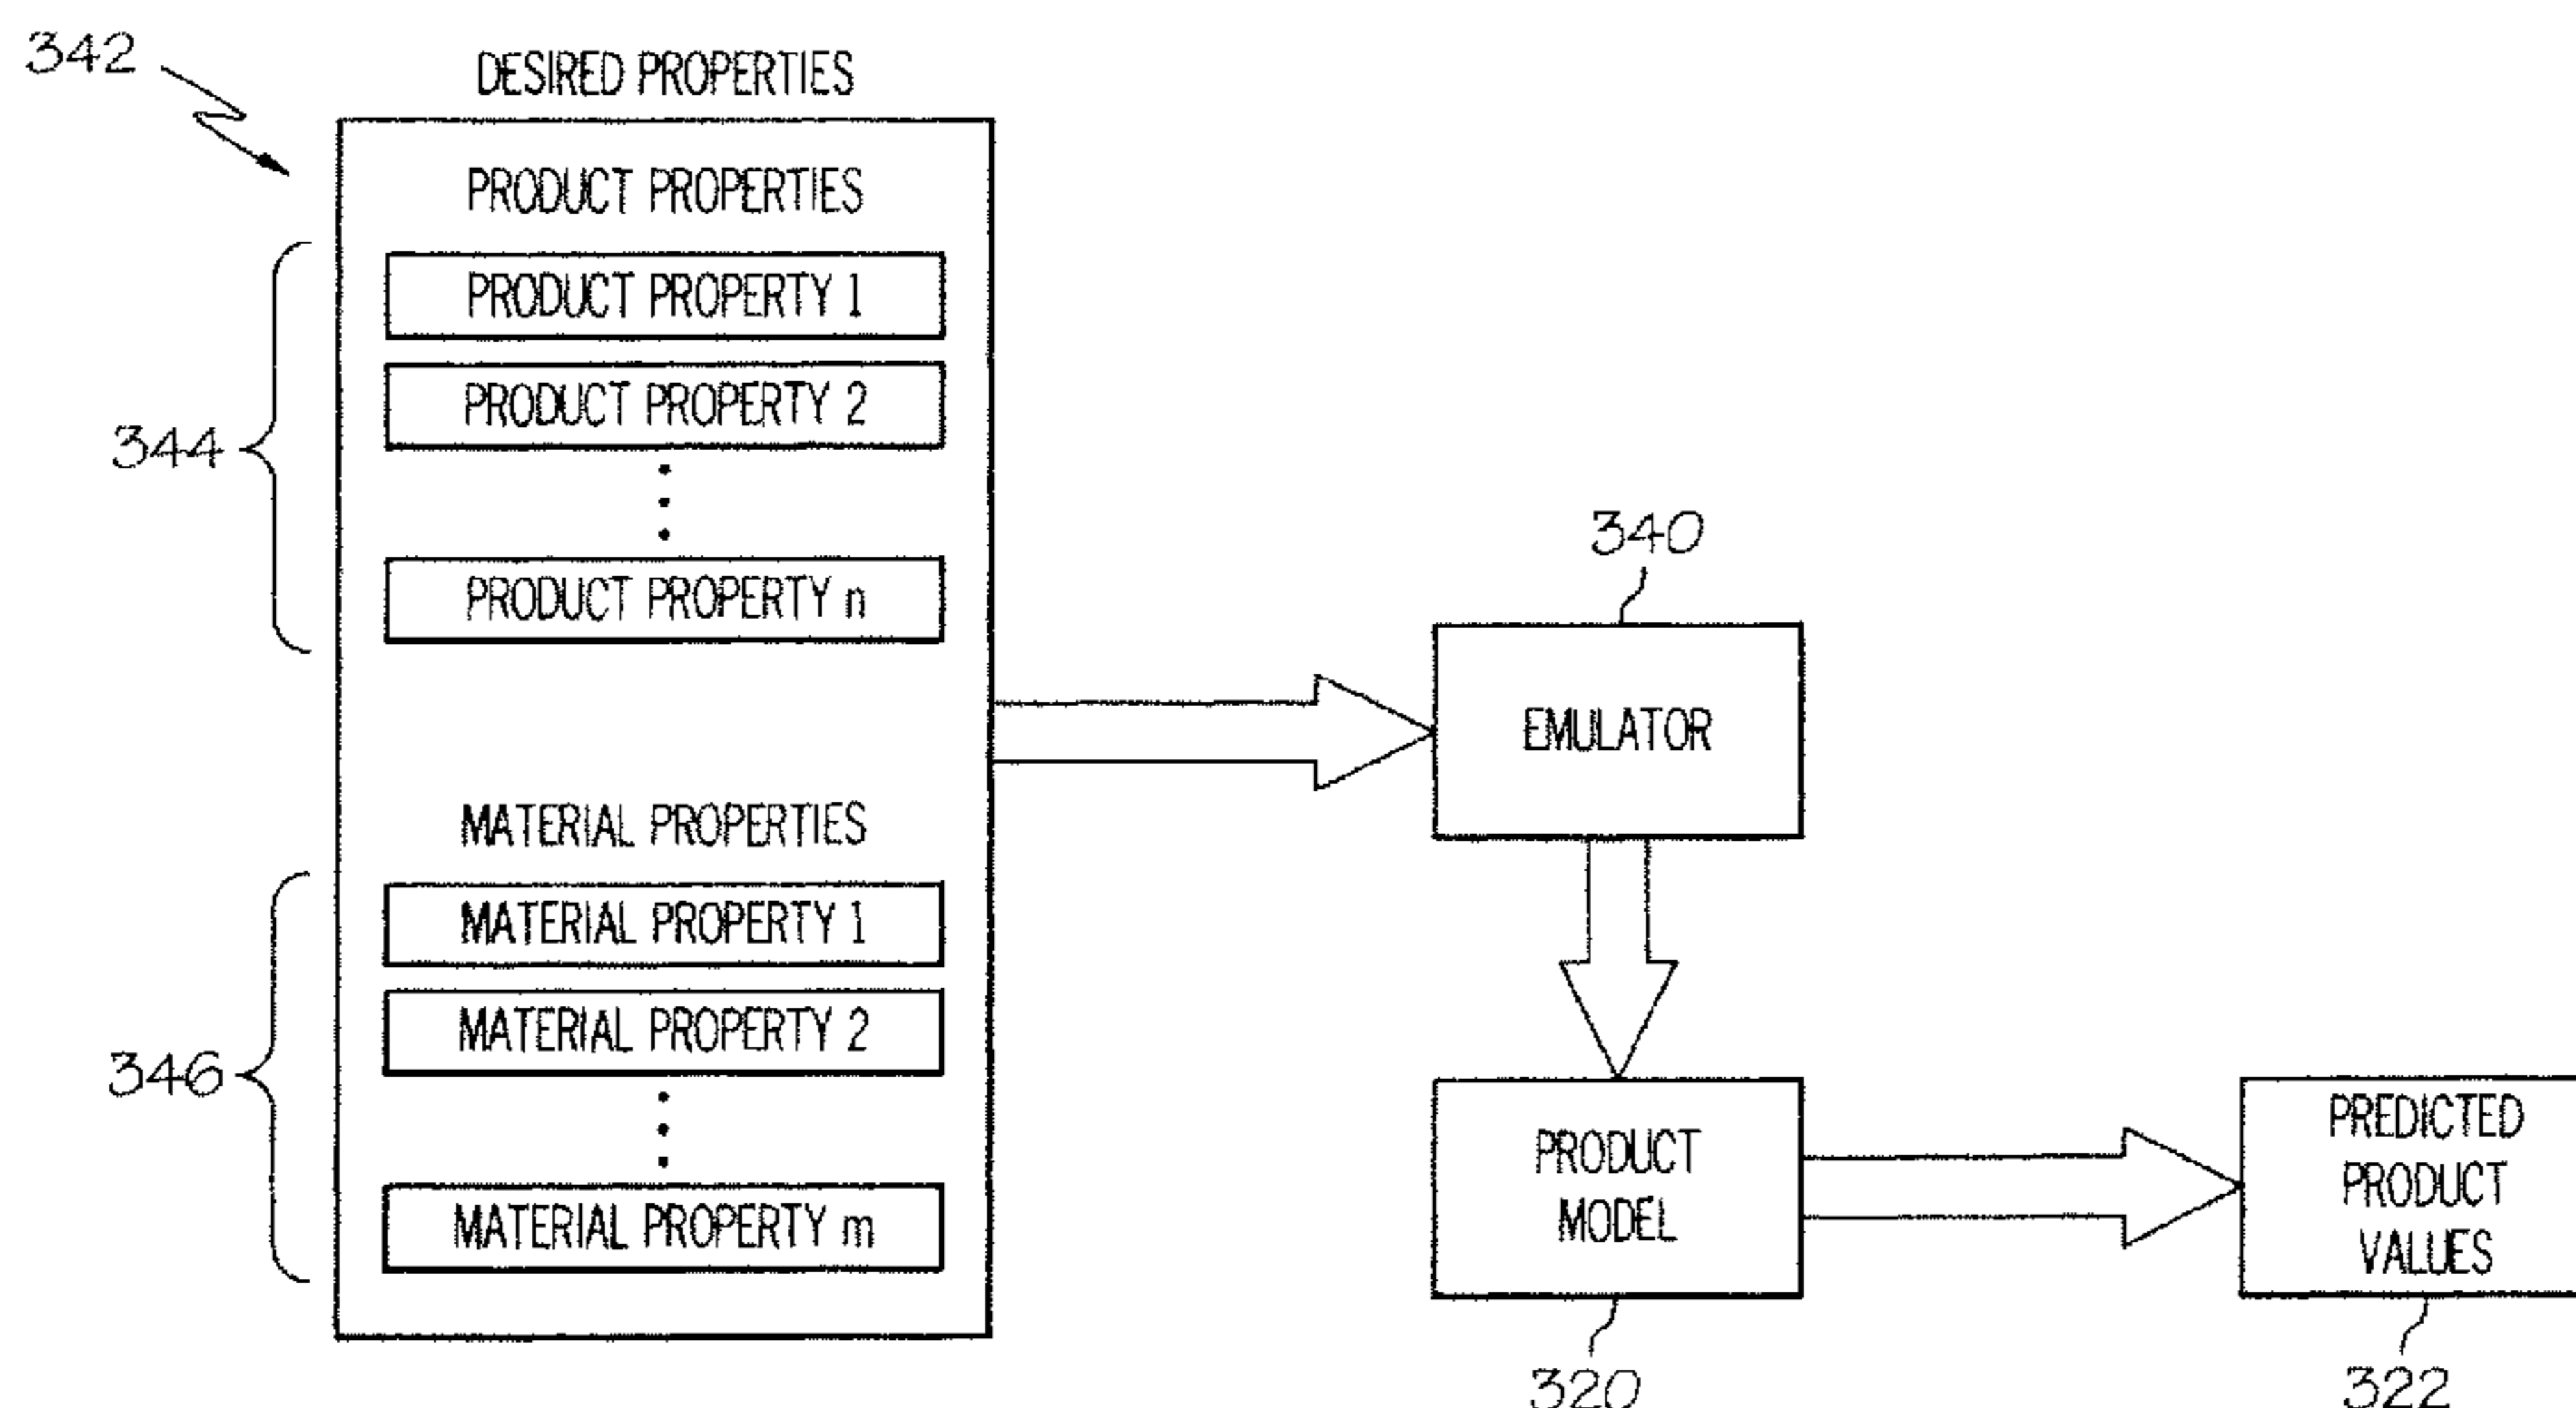 342
DESIRED PROPERTIES
PRODUCT PROPERTIES
PRODUCT PROPERTY 1
PRODUCT PROPERTY 2
344
PRODUCT PROPERTY n
MATERIAL PROPERTIES
MATERIAL PROPERTY 1
MATERIAL PROPERTY 2
346
MATERIAL PROPERTY m
340
EMULATOR
PRODUCT
MODEL
320
PREDICTED
PRODUCT
VALUES
322